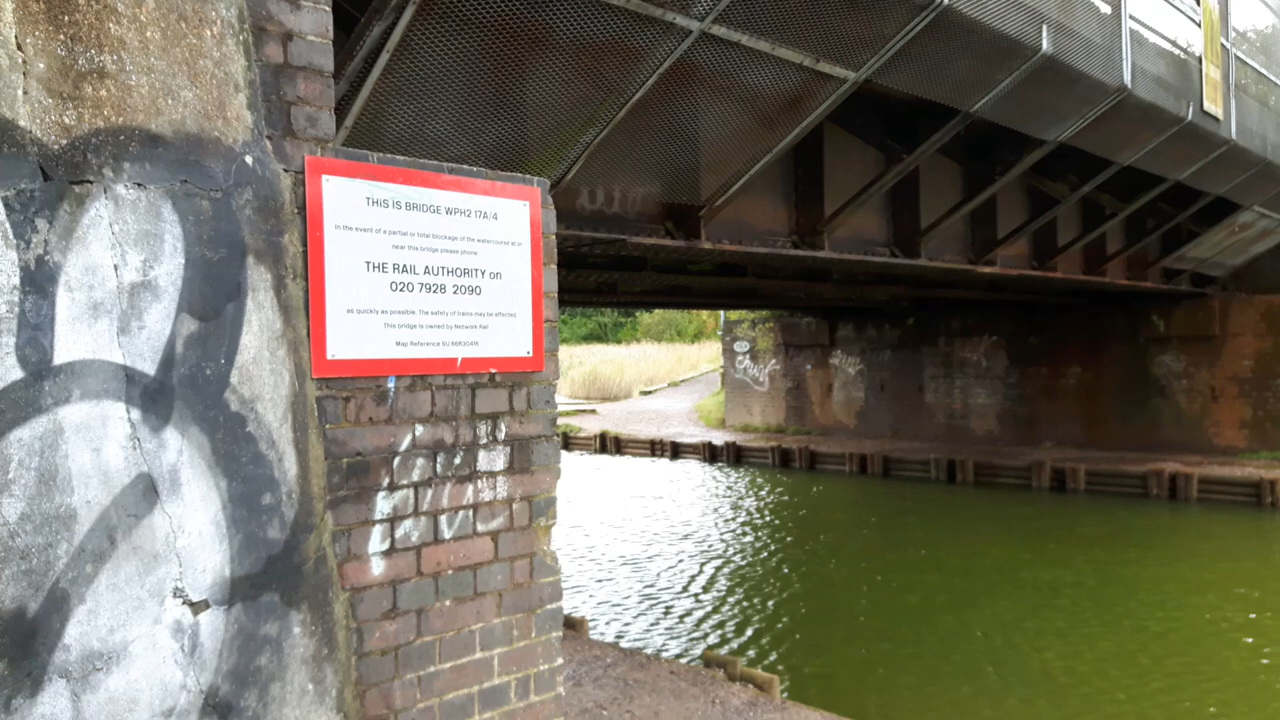 THIS IS BRIDGE WPH2 17A/4
In the event of a partial or total blockage of the watercourse at or
near this bridge please phone
THE RAIL AUTHORITY on
020 7928 2090
as quickly as possible. The safety of trains may be affected
This bridge is owned by Network Rail
Map Reference SU 66630416